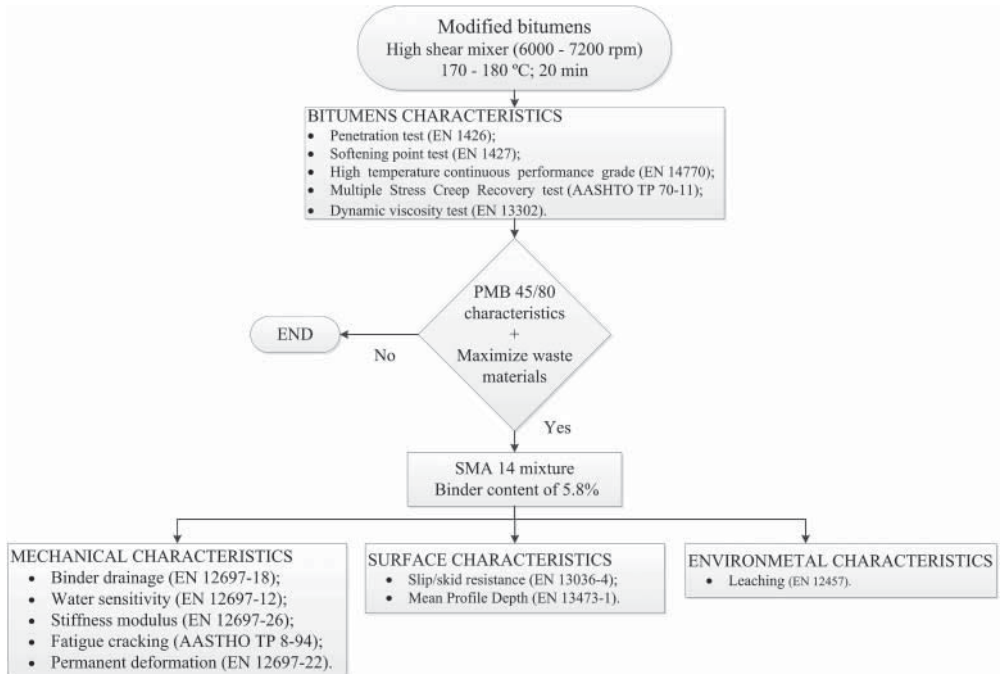 Modified bitumens
High shear mixer (6000 - 7200 rpm)
170 - 180 ºC; 20 min
BITUMENS CHARACTERISTICS
• Penetration test (EN 1426);
• Softening point test (EN 1427);
• High temperature continuous performance grade (EN 14770);
• Multiple Stress Creep Recovery test (AASHTO TP 70-11);
• Dynamic viscosity test (EN 13302).
PMB 45/80
characteristics
+
Maximize waste
materials
END
No
Yes
SMA 14 mixture
Binder content of 5.8%
MECHANICAL CHARACTERISTICS
• Binder drainage (EN 12697-18);
• Water sensitivity (EN 12697-12);
• Stiffness modulus (EN 12697-26);
• Fatigue cracking (AASTHO TP 8-94);
• Permanent deformation (EN 12697-22).
SURFACE CHARACTERISTICS
• Slip/skid resistance (EN 13036-4);
• Mean Profile Depth (EN 13473-1).
ENVIRONMETAL CHARACTERISTICS
• Leaching (EN 12457).